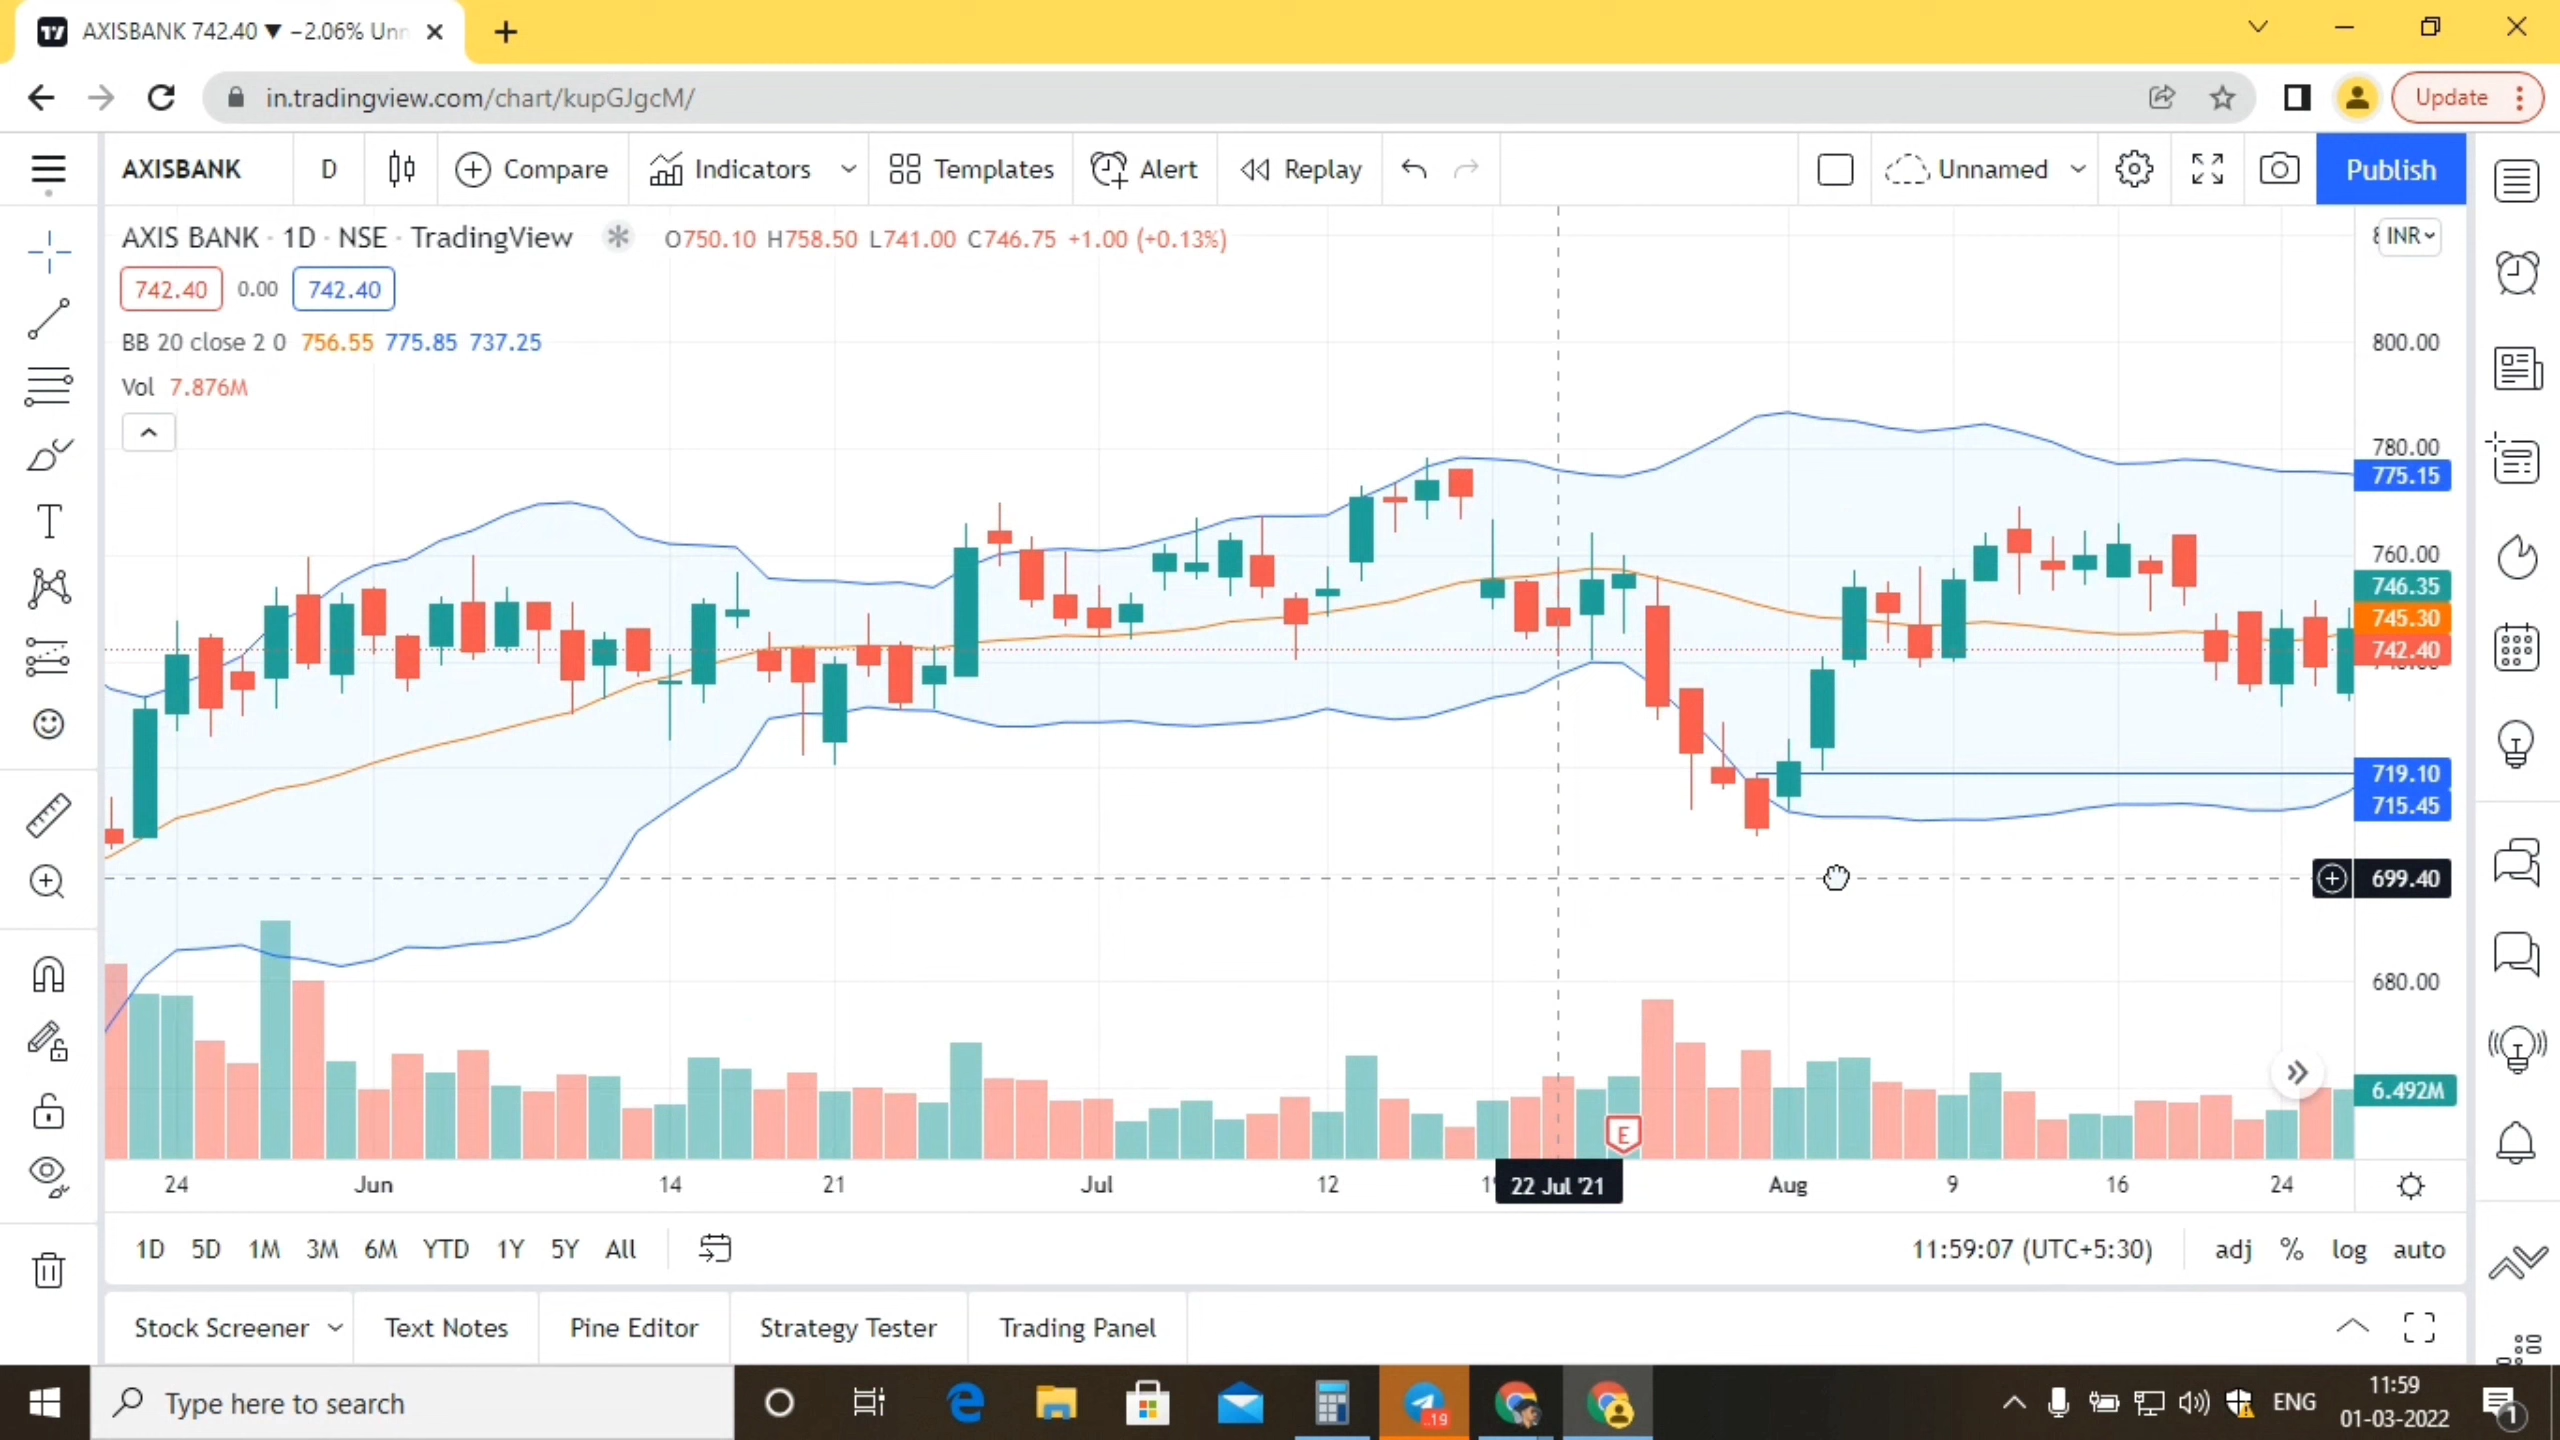 AXISBANK 742.40 ▼ −2.06% Unn
in.tradingview.com/chart/kupGJgcM/
Update
AXISBANK D Compare Indicators Templates Alert Replay Unnamed Publish
AXIS BANK · 1D · NSE · TradingView O750.10 H758.50 L741.00 C746.75 +1.00 (+0.13%)
INR
742.40 0.00 742.40
BB 20 close 2 0 756.55 775.85 737.25
Vol 7.876M
800.00
780.00
775.15
760.00
746.35
745.30
742.40
719.10
715.45
699.40
680.00
6.492M
E
24 Jun 14 21 Jul 12 22 Jul '21 Aug 9 16 24
1D 5D 1M 3M 6M YTD 1Y 5Y All 11:59:07 (UTC+5:30) adj % log auto
Stock Screener Text Notes Pine Editor Strategy Tester Trading Panel
Type here to search
19
ENG
11:59
01-03-2022
1